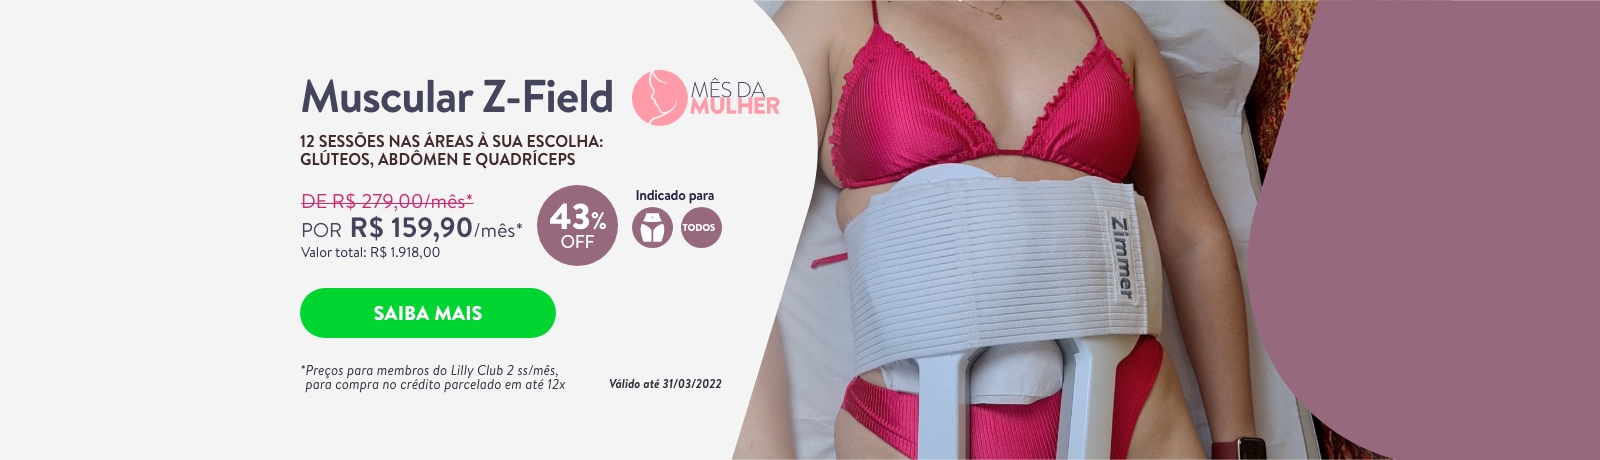 Muscular Z-Field
MÊS DA
MULHER
12 SESSÕES NAS ÁREAS À SUA ESCOLHA:
GLÚTEOS, ABDÔMEN E QUADRÍCEPS
DE R$ 279,00/mês*
POR R$ 159,90/mês*
Valor total: R$ 1.918,00
43%
OFF
Indicado para
TODOS
SAIBA MAIS
*Preços para membros do Lilly Club 2 ss/mês,
para compra no crédito parcelado em até 12x
Válido até 31/03/2022
Zimmer